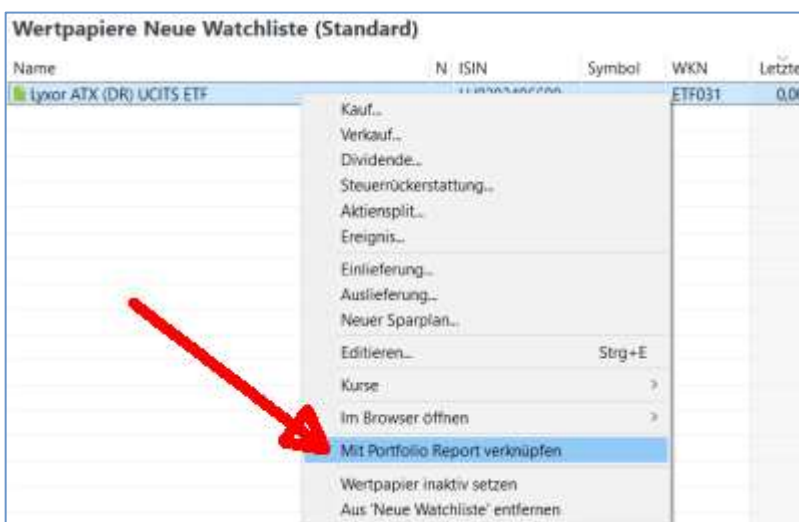 Wertpapiere Neue Watchliste (Standard)
Name N ISIN Symbol WKN Letzte
Lyxor ATX (DR) UCITS ETF ETF031 0,00
Kauf...
Verkauf...
Dividende...
Steuerrückerstattung...
Aktiensplit...
Ereignis...
Einlieferung...
Auslieferung...
Neuer Sparplan...
Editieren... Strg+E
Kurse >
Im Browser öffnen >
Mit Portfolio Report verknüpfen
Wertpapier inaktiv setzen
Aus 'Neue Watchliste' entfernen